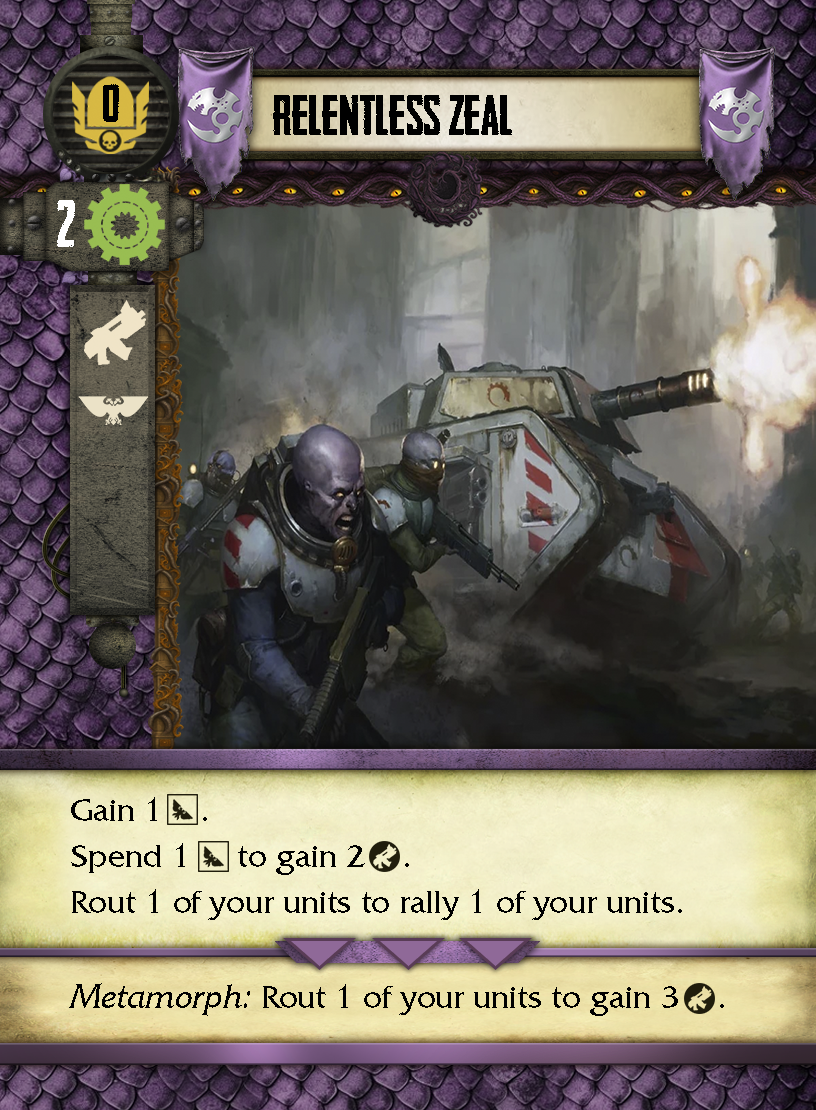 0
RELENTLESS ZEAL
2
Gain 1 .
Spend 1 to gain 2 .
Rout 1 of your units to rally 1 of your units.
Metamorph: Rout 1 of your units to gain 3 .